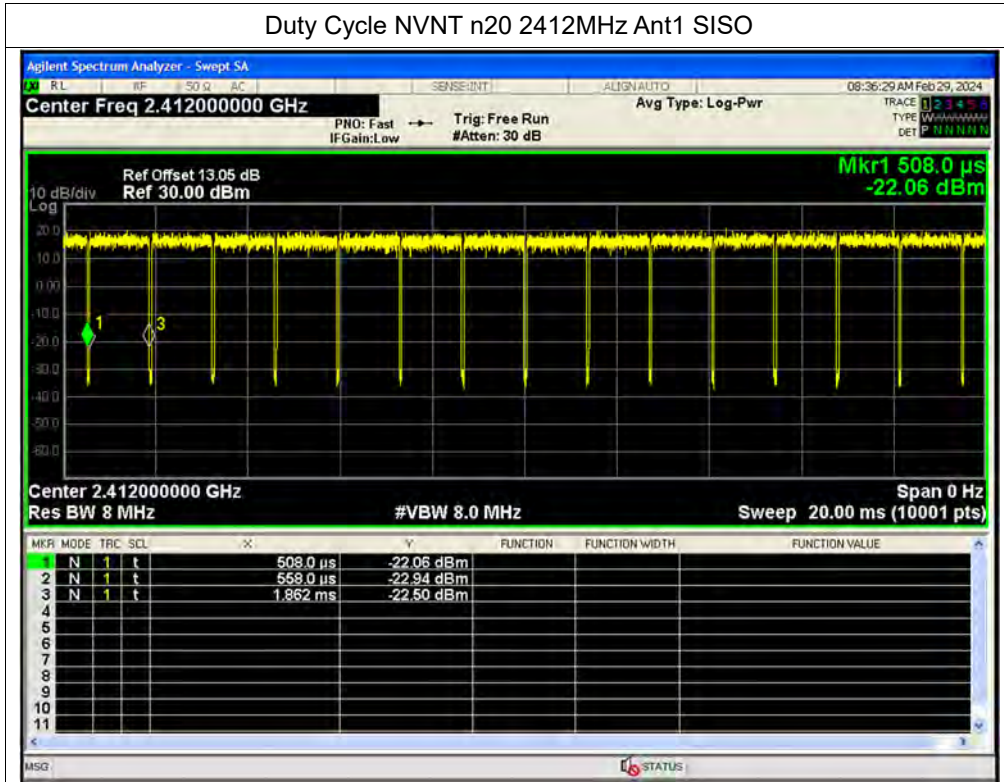 Duty Cycle NVNT n20 2412MHz Ant1 SISO
Agilent Spectrum Analyzer - Swept SA
LXI RL RF 50 Ω AC SENSE:INT ALIGNAUTO 08:36:29 AM Feb 29, 2024
Center Freq 2.412000000 GHz Avg Type: Log-Pwr TRACE 1 2 3 4 5 6
PNO: Fast Trig: Free Run TYPE W
IFGain:Low #Atten: 30 dB DET P N N N N N
Mkr1 508.0 µs
Ref Offset 13.05 dB
10 dB/div Ref 30.00 dBm -22.06 dBm
Log
20.0
10.0
0.00
-10.0
1 3
-20.0
-30.0
-40.0
-50.0
-60.0
Center 2.412000000 GHz Span 0 Hz
Res BW 8 MHz #VBW 8.0 MHz Sweep 20.00 ms (10001 pts)
MKR MODE TRC SCL X Y FUNCTION FUNCTION WIDTH FUNCTION VALUE
1 N 1 t 508.0 µs -22.06 dBm
2 N 1 t 558.0 µs -22.94 dBm
3 N 1 t 1.862 ms -22.50 dBm
4
5
6
7
8
9
10
11
MSG STATUS